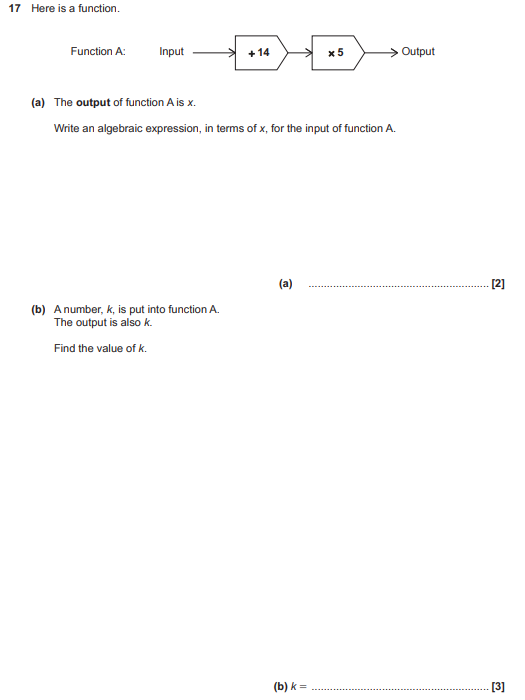 17 Here is a function.
Function A: Input + 14 × 5 Output
(a) The output of function A is x.
Write an algebraic expression, in terms of x, for the input of function A.
(a) .......................................................... [2]
(b) A number, k, is put into function A.
The output is also k.
Find the value of k.
(b) k = .......................................................... [3]